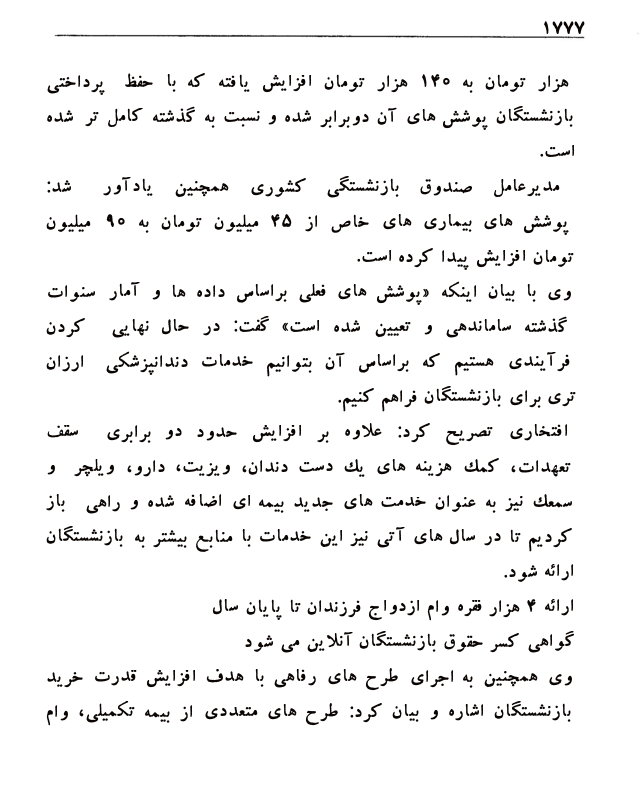 ۱۷۷۷
هزار تومان به ۱۴۰ هزار تومان افزایش یافته که با حفظ پرداختی
بازنشستگان پوشش های آن دوبرابر شده و نسبت به گذشته کامل تر شده
است.
مدیرعامل صندوق بازنشستگی کشوری همچنین یادآور شد:
پوشش های بیماری های خاص از ۴۵ میلیون تومان به ۹۰ میلیون
تومان افزایش پیدا کرده است.
وی با بیان اینکه «پوشش های فعلی براساس داده ها و آمار سنوات
گذشته ساماندهی و تعیین شده است» گفت: در حال نهایی کردن
فرآیندی هستیم که براساس آن بتوانیم خدمات دندانپزشکی ارزان
تری برای بازنشستگان فراهم کنیم.
افتخاری تصریح کرد: علاوه بر افزایش حدود دو برابری سقف
تعهدات، کمك هزینه های یك دست دندان، ویزیت، دارو، ویلچر و
سمعك نیز به عنوان خدمت های جدید بیمه ای اضافه شده و راهی باز
کردیم تا در سال های آتی نیز این خدمات با منابع بیشتر به بازنشستگان
ارائه شود.
ارائه ۴ هزار فقره وام ازدواج فرزندان تا پایان سال
گواهی کسر حقوق بازنشستگان آنلاین می شود
وی همچنین به اجرای طرح های رفاهی با هدف افزایش قدرت خرید
بازنشستگان اشاره و بیان کرد: طرح های متعددی از بیمه تکمیلی، وام